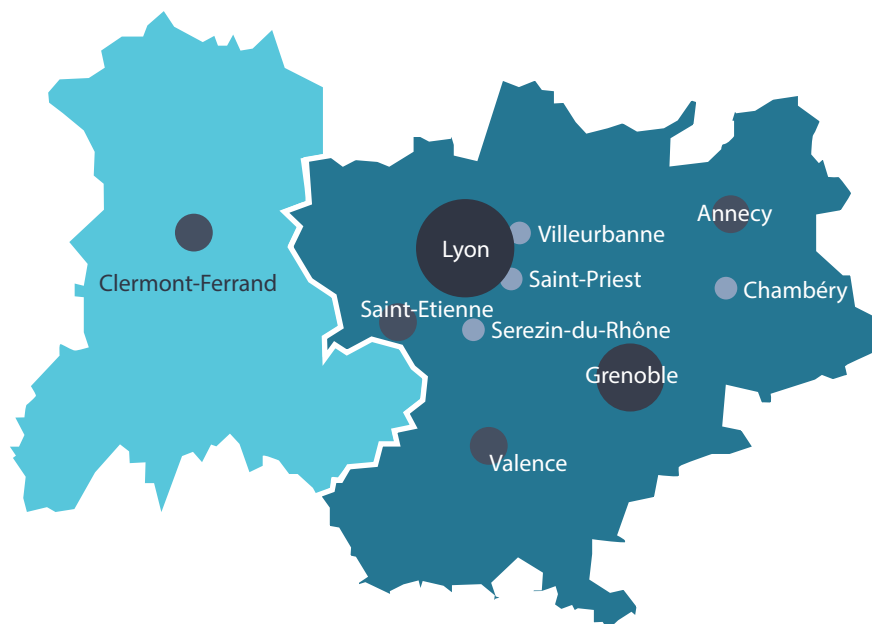 Annecy
Villeurbanne
Lyon
Saint-Priest
Clermont-Ferrand
Chambéry
Saint-Etienne
Serezin-du-Rhône
Grenoble
Valence